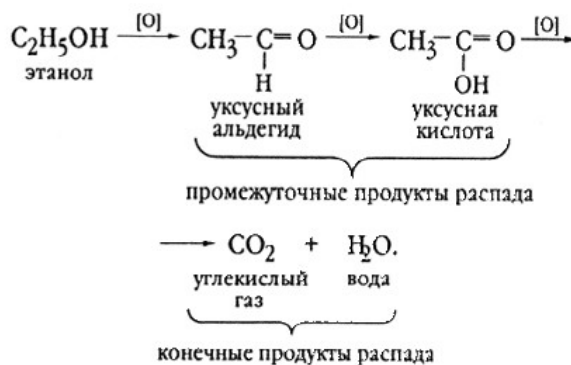 C₂H₅OH —[O]→ CH₃–C=O —[O]→ CH₃–C=O —[O]→
этанол
H
OH
уксусный альдегид
уксусная кислота
промежуточные продукты распада
→ CO₂ + H₂O.
углекислый газ
вода
конечные продукты распада